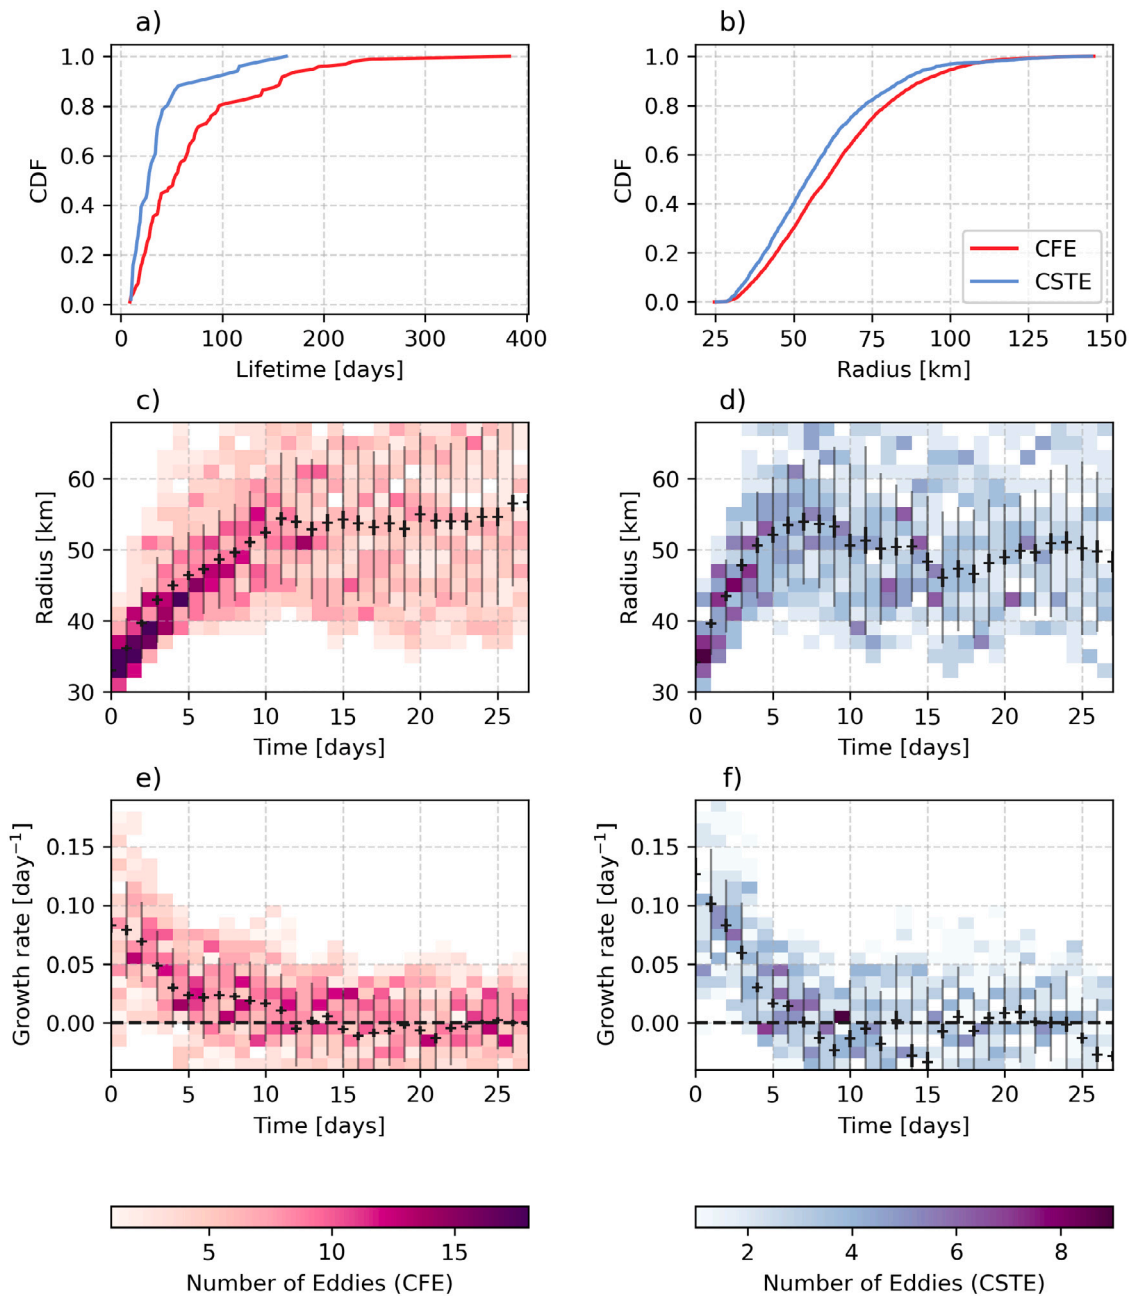 a)
b)
1.0
0.8
0.6
0.4
0.2
0.0
CDF
0 100 200 300 400
Lifetime [days]
1.0
0.8
0.6
0.4
0.2
0.0
CDF
CFE
CSTE
25 50 75 100 125 150
Radius [km]
c)
d)
60
50
40
30
Radius [km]
0 5 10 15 20 25
Time [days]
60
50
40
30
Radius [km]
0 5 10 15 20 25
Time [days]
e)
f)
0.15
0.10
0.05
0.00
Growth rate [day⁻¹]
0 5 10 15 20 25
Time [days]
0.15
0.10
0.05
0.00
Growth rate [day⁻¹]
0 5 10 15 20 25
Time [days]
5 10 15
Number of Eddies (CFE)
2 4 6 8
Number of Eddies (CSTE)